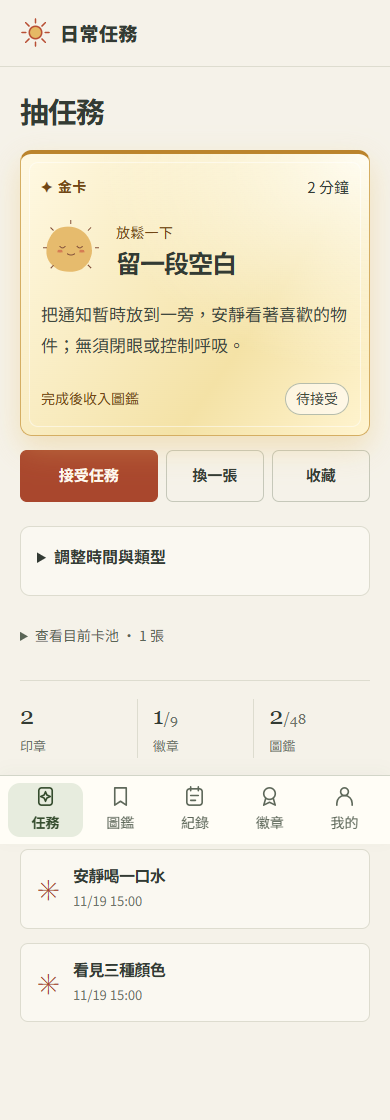 日常任務
抽任務
✦ 金卡
2 分鐘
放鬆一下
留一段空白
把通知暫時放到一旁，安靜看著喜歡的物
件；無須閉眼或控制呼吸。
完成後收入圖鑑
待接受
接受任務
換一張
收藏
▶ 調整時間與類型
▶ 查看目前卡池 · 1 張
2
印章
1/9
徽章
2/48
圖鑑
任務
圖鑑
紀錄
徽章
我的
安靜喝一口水
11/19 15:00
看見三種顏色
11/19 15:00